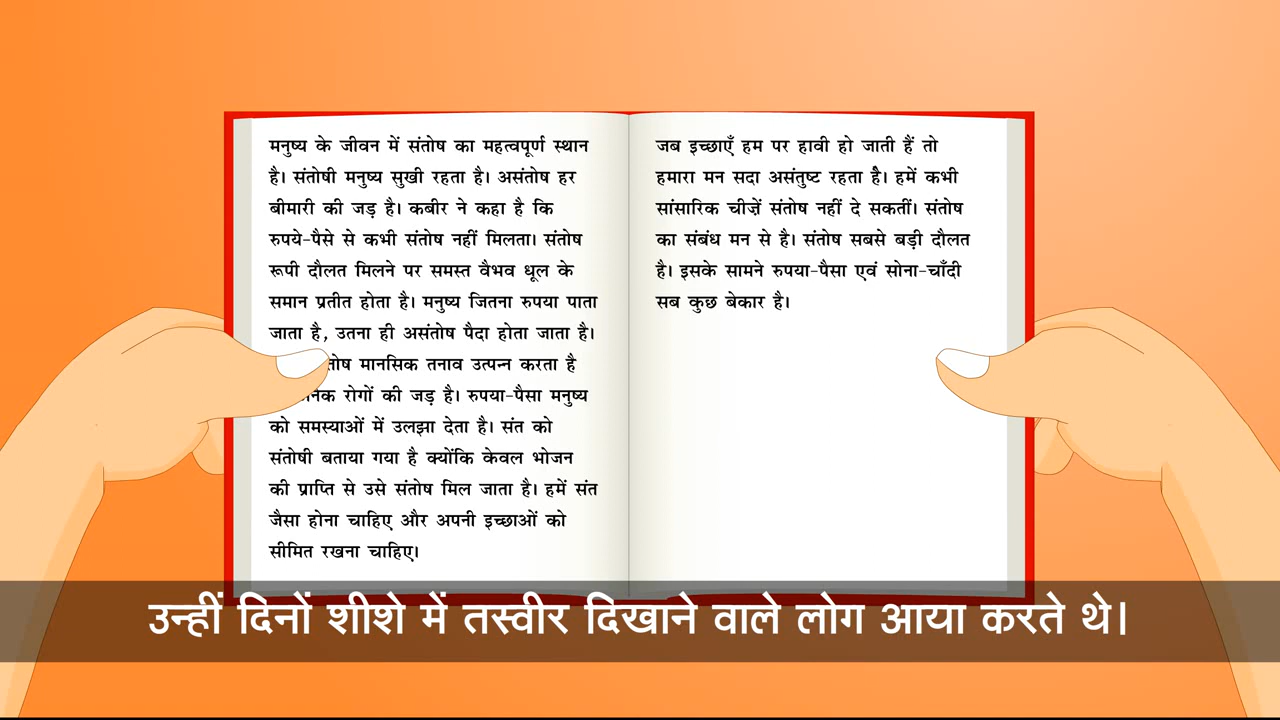 मनुष्य के जीवन में संतोष का महत्वपूर्ण स्थान
है। संतोषी मनुष्य सुखी रहता है। असंतोष हर
बीमारी की जड़ है। कबीर ने कहा है कि
रुपये-पैसे से कभी संतोष नहीं मिलता। संतोष
रूपी दौलत मिलने पर समस्त वैभव धूल के
समान प्रतीत होता है। मनुष्य जितना रुपया पाता
जाता है, उतना ही असंतोष पैदा होता जाता है।
मानसिक तनाव उत्पन्न करता है
रोगों की जड़ है। रुपया-पैसा मनुष्य
को समस्याओं में उलझा देता है। संत को
संतोषी बताया गया है क्योंकि केवल भोजन
की प्राप्ति से उसे संतोष मिल जाता है। हमें संत
जैसा होना चाहिए और अपनी इच्छाओं को
सीमित रखना चाहिए।
जब इच्छाएँ हम पर हावी हो जाती हैं तो
हमारा मन सदा असंतुष्ट रहता है। हमें कभी
सांसारिक चीज़ें संतोष नहीं दे सकतीं। संतोष
का संबंध मन से है। संतोष सबसे बड़ी दौलत
है। इसके सामने रुपया-पैसा एवं सोना-चाँदी
सब कुछ बेकार है।
उन्हीं दिनों शीशे में तस्वीर दिखाने वाले लोग आया करते थे।